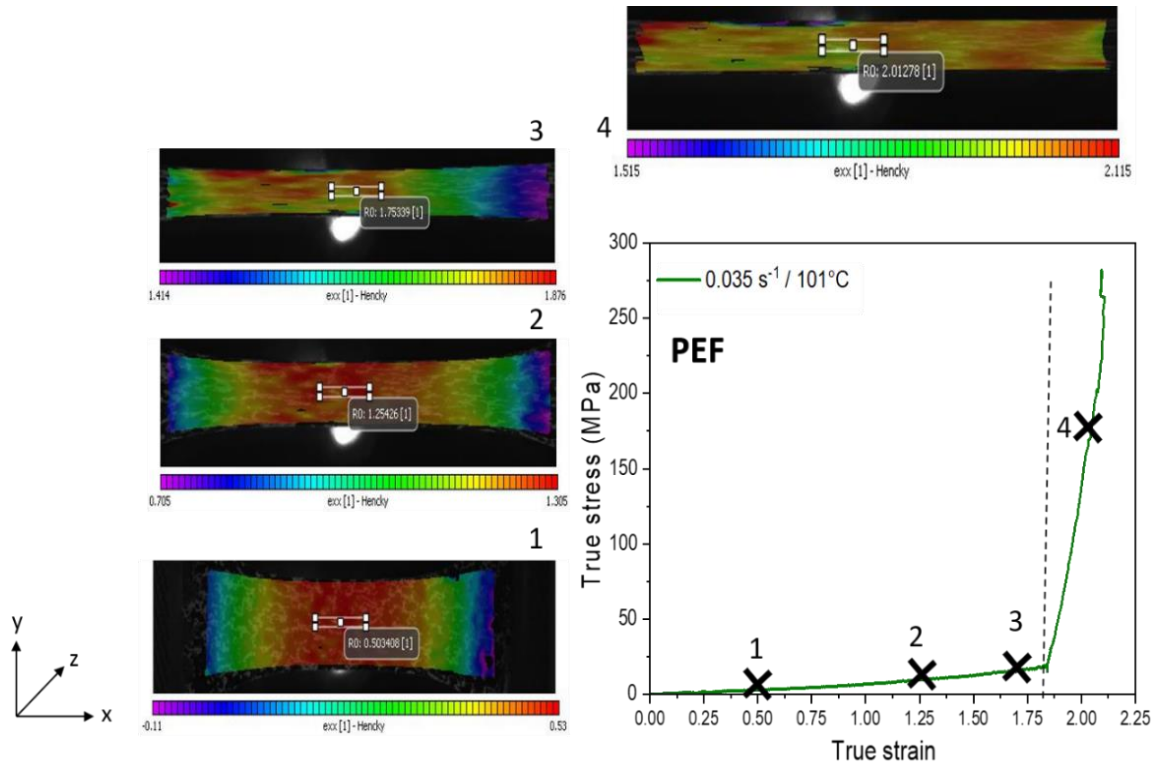 4
R0: 2.01278 [1]
1.515
exx [1] - Hencky
2.115
3
R0: 1.75339 [1]
1.414
exx [1] - Hencky
1.876
2
R0: 1.25426 [1]
0.705
exx [1] - Hencky
1.305
1
R0: 0.503408 [1]
-0.11
exx [1] - Hencky
0.53
y
z
x
300
250
200
150
100
50
0
True stress (MPa)
0.035 s⁻¹ / 101°C
PEF
1
2
3
4
0.00
0.25
0.50
0.75
1.00
1.25
1.50
1.75
2.00
2.25
True strain